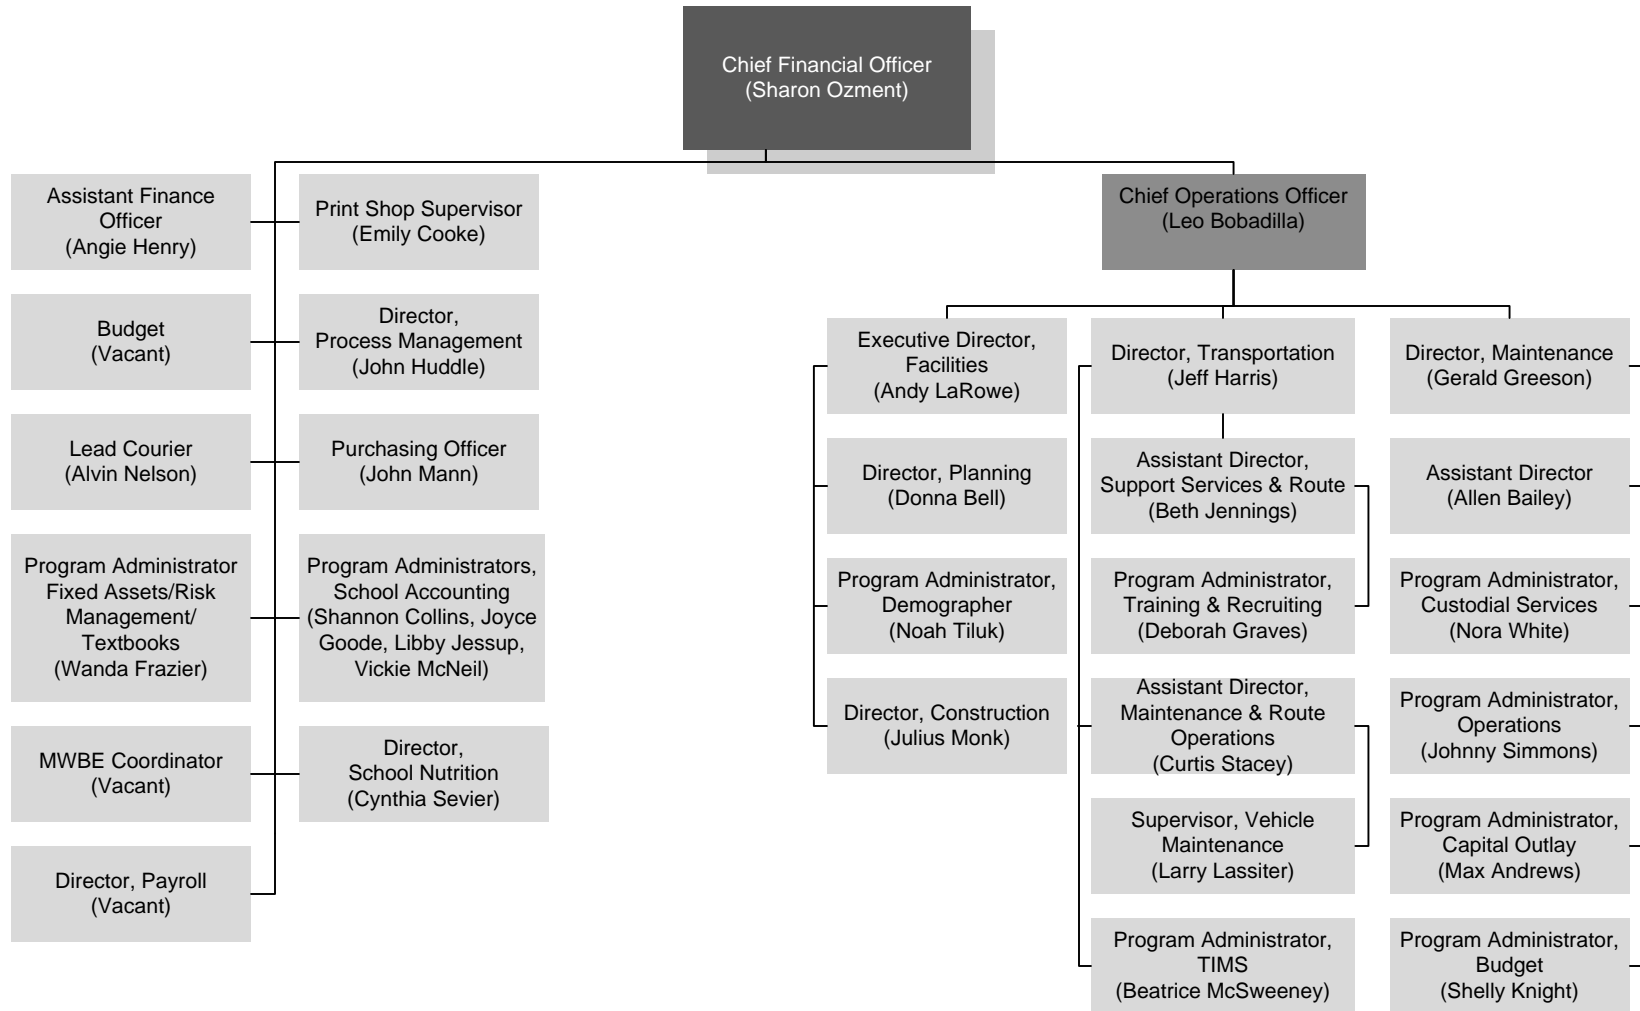 Chief Financial Officer
(Sharon Ozment)
Assistant Finance
Officer
(Angie Henry)
Print Shop Supervisor
(Emily Cooke)
Budget
(Vacant)
Director,
Process Management
(John Huddle)
Lead Courier
(Alvin Nelson)
Purchasing Officer
(John Mann)
Program Administrator
Fixed Assets/Risk
Management/
Textbooks
(Wanda Frazier)
Program Administrators,
School Accounting
(Shannon Collins, Joyce
Goode, Libby Jessup,
Vickie McNeil)
MWBE Coordinator
(Vacant)
Director,
School Nutrition
(Cynthia Sevier)
Director, Payroll
(Vacant)
Chief Operations Officer
(Leo Bobadilla)
Executive Director,
Facilities
(Andy LaRowe)
Director, Planning
(Donna Bell)
Program Administrator,
Demographer
(Noah Tiluk)
Director, Construction
(Julius Monk)
Director, Transportation
(Jeff Harris)
Assistant Director,
Support Services & Route
(Beth Jennings)
Program Administrator,
Training & Recruiting
(Deborah Graves)
Assistant Director,
Maintenance & Route
Operations
(Curtis Stacey)
Supervisor, Vehicle
Maintenance
(Larry Lassiter)
Program Administrator,
TIMS
(Beatrice McSweeney)
Director, Maintenance
(Gerald Greeson)
Assistant Director
(Allen Bailey)
Program Administrator,
Custodial Services
(Nora White)
Program Administrator,
Operations
(Johnny Simmons)
Program Administrator,
Capital Outlay
(Max Andrews)
Program Administrator,
Budget
(Shelly Knight)